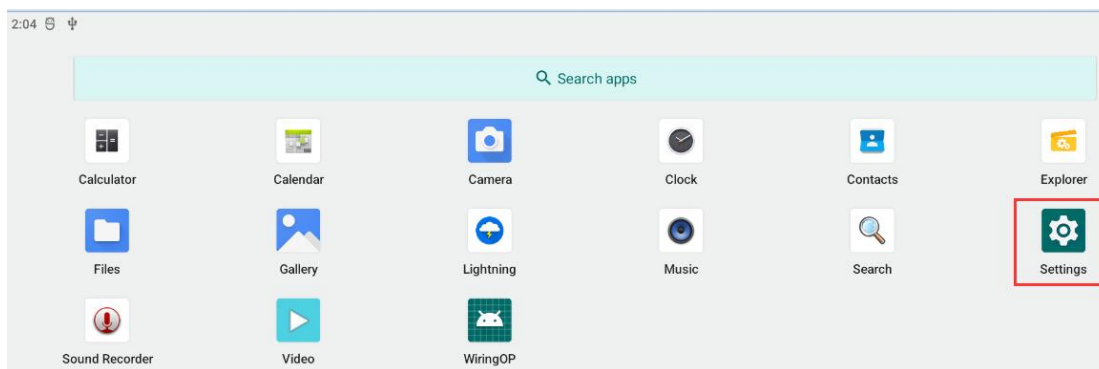 2:04
Search apps
Calculator Calendar Camera Clock Contacts Explorer
Files Gallery Lightning Music Search Settings
Sound Recorder Video WiringOP